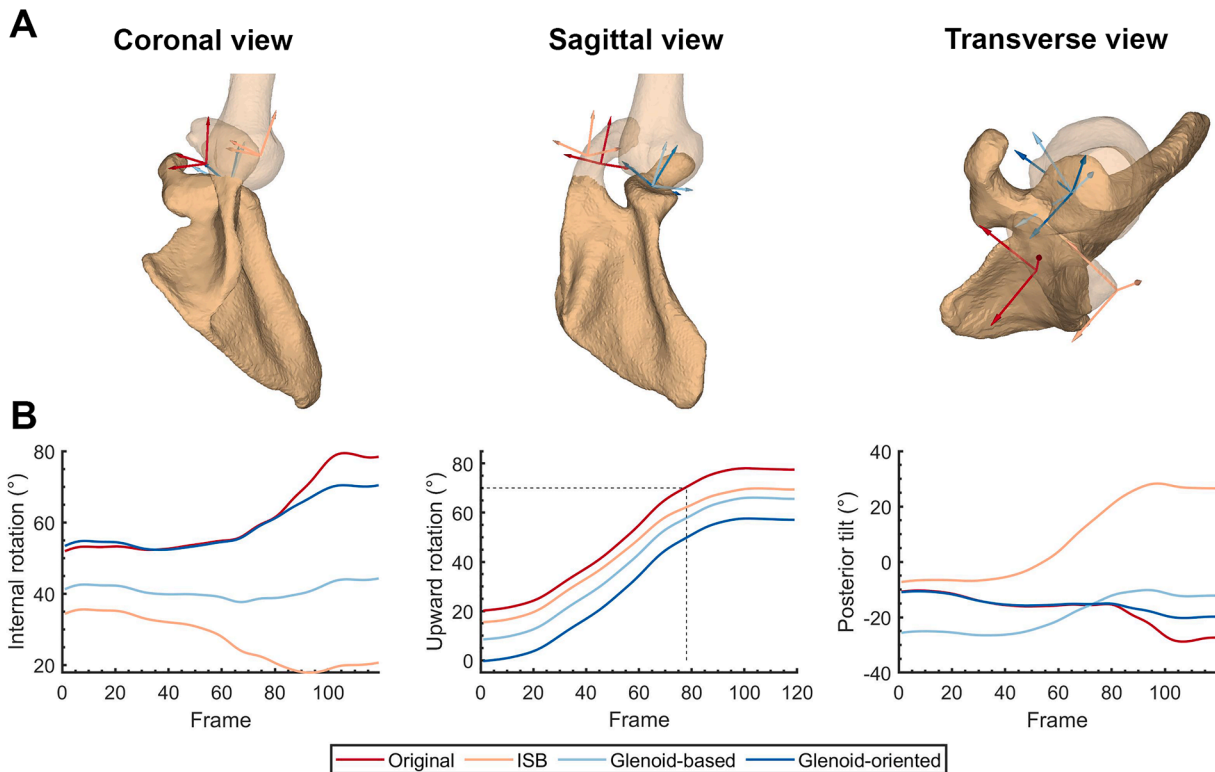 A
Coronal view
Sagittal view
Transverse view
B
Internal rotation (°)
80
60
40
20
0
20
40
60
80
100
Frame
Upward rotation (°)
80
60
40
20
0
0
20
40
60
80
100
120
Frame
Posterior tilt (°)
40
20
0
-20
-40
0
20
40
60
80
100
Frame
Original
ISB
Glenoid-based
Glenoid-oriented